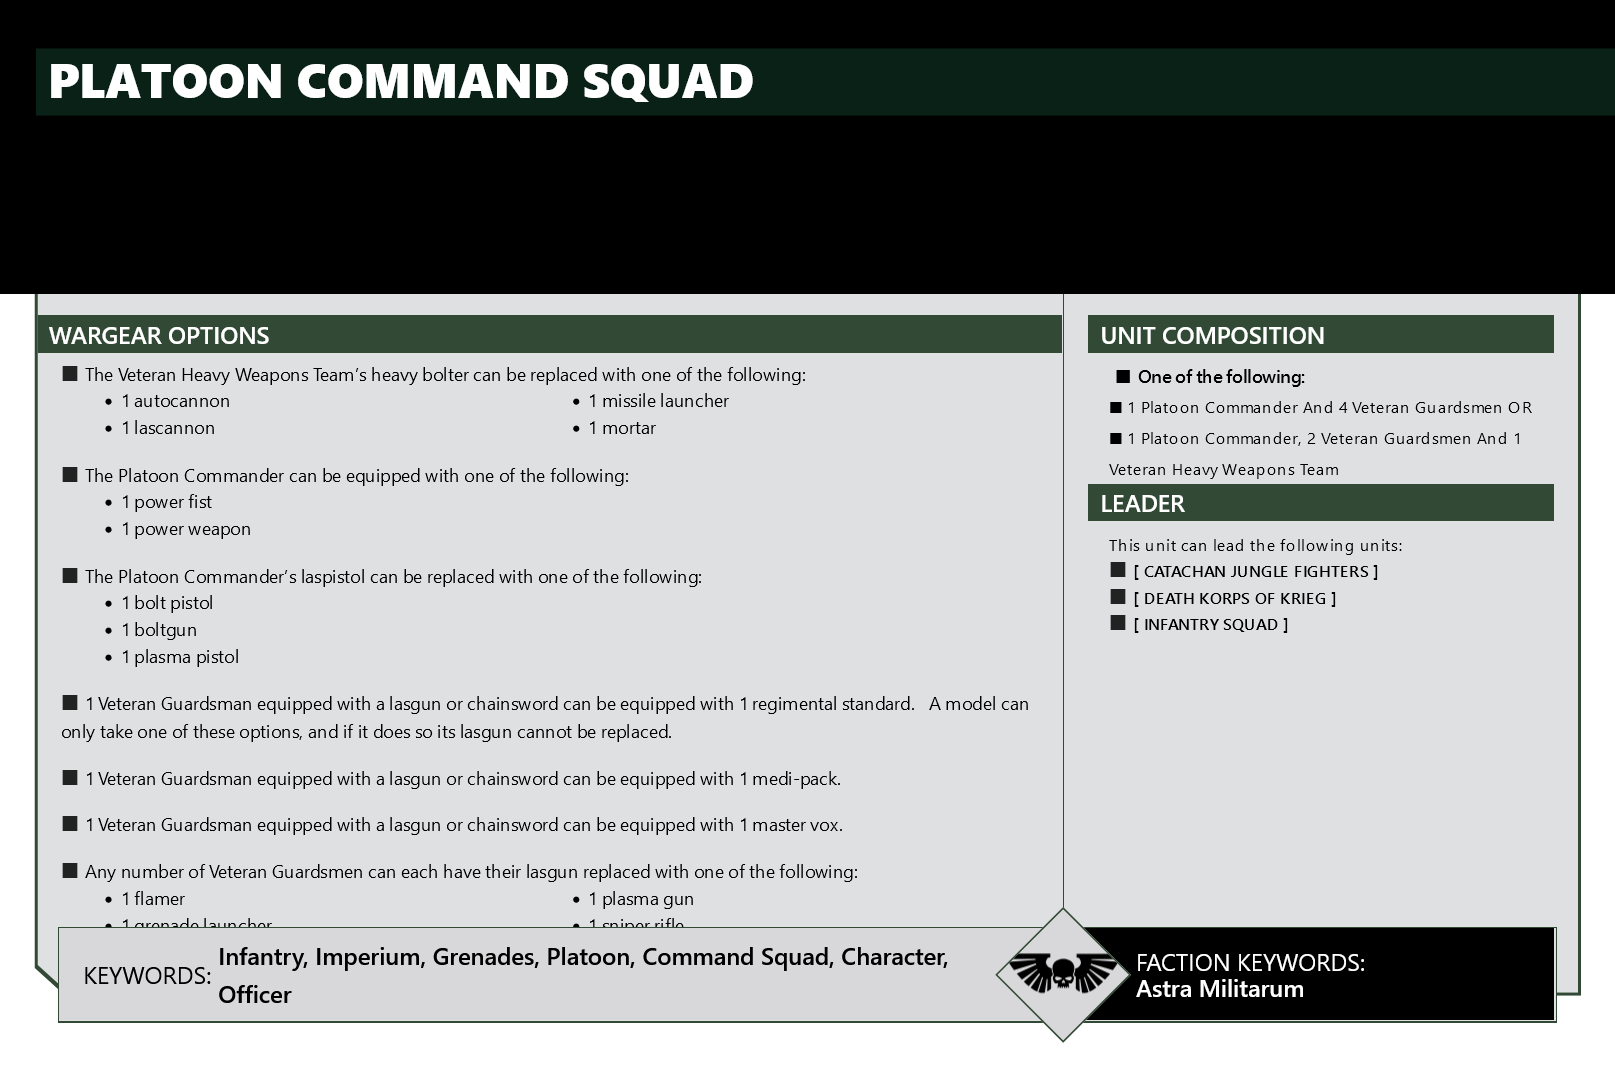 PLATOON COMMAND SQUAD
WARGEAR OPTIONS
The Veteran Heavy Weapons Team’s heavy bolter can be replaced with one of the following:
• 1 autocannon
• 1 missile launcher
• 1 lascannon
• 1 mortar
■ The Platoon Commander can be equipped with one of the following:
• 1 power fist
• 1 power weapon
■ The Platoon Commander’s laspistol can be replaced with one of the following:
• 1 bolt pistol
• 1 boltgun
• 1 plasma pistol
■ 1 Veteran Guardsman equipped with a lasgun or chainsword can be equipped with 1 regimental standard. A model can
only take one of these options, and if it does so its lasgun cannot be replaced.
■ 1 Veteran Guardsman equipped with a lasgun or chainsword can be equipped with 1 medi-pack.
■ 1 Veteran Guardsman equipped with a lasgun or chainsword can be equipped with 1 master vox.
■ Any number of Veteran Guardsmen can each have their lasgun replaced with one of the following:
• 1 flamer
• 1 plasma gun
• 1 grenade launcher
• 1 sniper rifle
UNIT COMPOSITION
■ One of the following:
■ 1 Platoon Commander And 4 Veteran Guardsmen OR
■ 1 Platoon Commander, 2 Veteran Guardsmen And 1
Veteran Heavy Weapons Team
LEADER
This unit can lead the following units:
■ [ CATACHAN JUNGLE FIGHTERS ]
■ [ DEATH KORPS OF KRIEG ]
■ [ INFANTRY SQUAD ]
KEYWORDS: Infantry, Imperium, Grenades, Platoon, Command Squad, Character,
Officer
FACTION KEYWORDS:
Astra Militarum